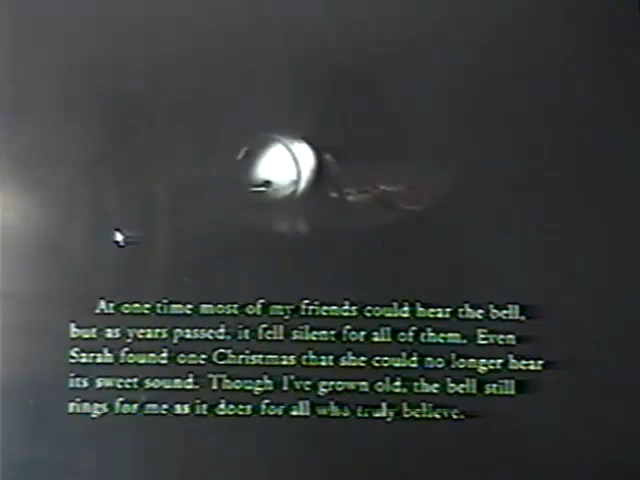 At one time most of my friends could hear the bell,
but as years passed, it fell silent for all of them. Even
Sarah found one Christmas that she could no longer hear
its sweet sound. Though I've grown old, the bell still
rings for me as it does for all who truly believe.